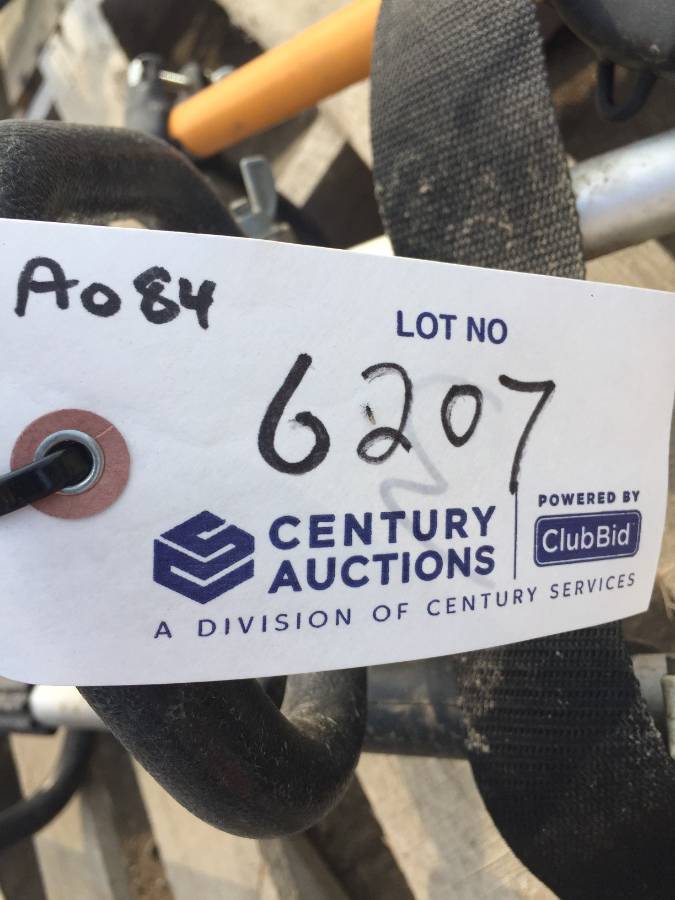 A084
LOT NO
6207
CENTURY
AUCTIONS
A DIVISION OF CENTURY SERVICES
POWERED BY
ClubBid